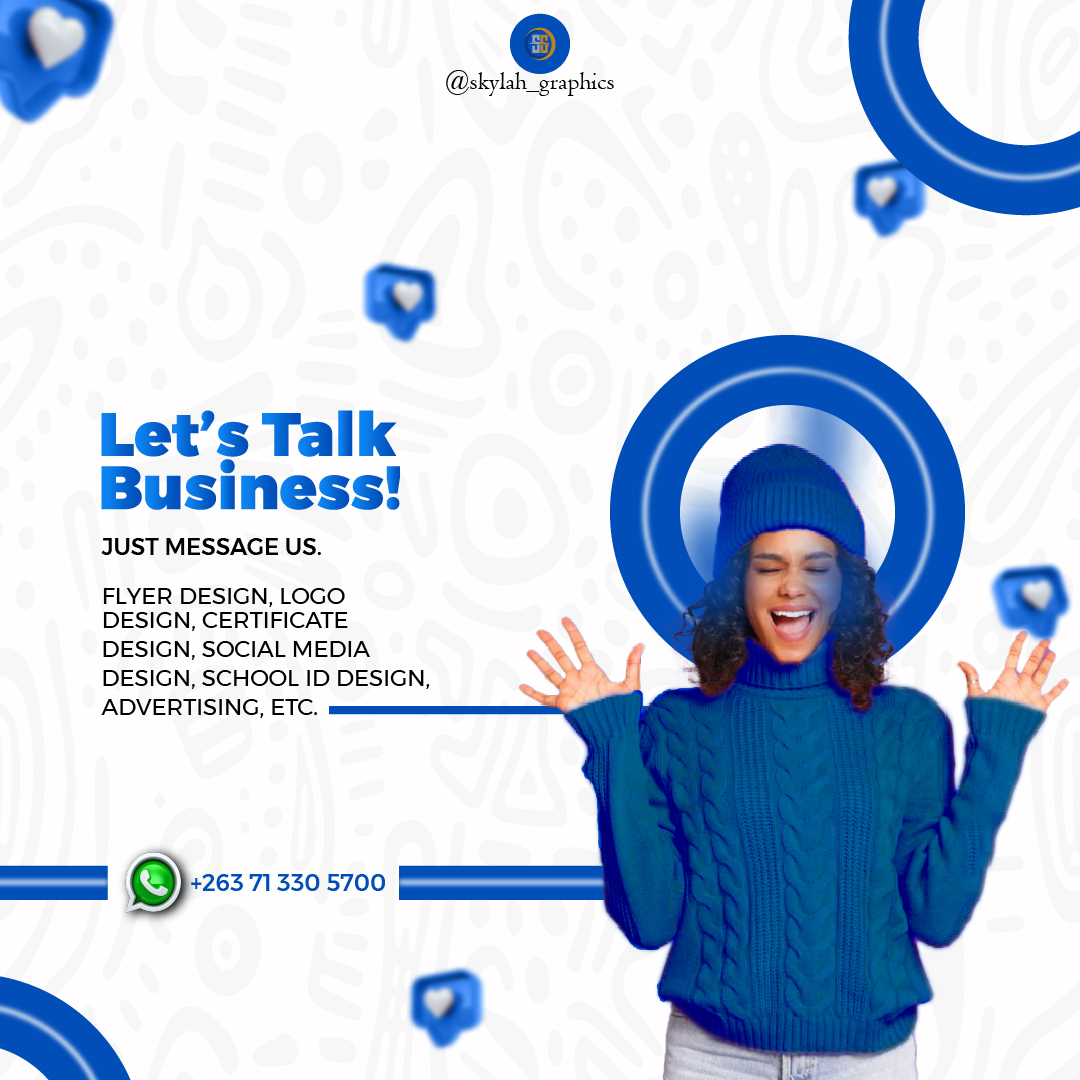 SG
@skylah_graphics
Let's Talk
Business!
JUST MESSAGE US.
FLYER DESIGN, LOGO
DESIGN, CERTIFICATE
DESIGN, SOCIAL MEDIA
DESIGN, SCHOOL ID DESIGN,
ADVERTISING, ETC.
+263 71 330 5700